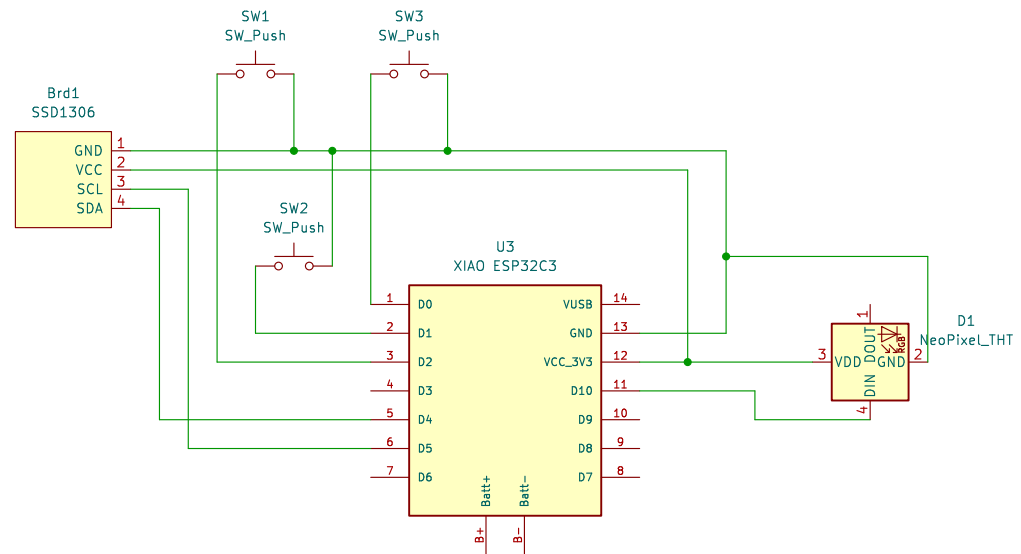 SW1
SW_Push
SW3
SW_Push
Brd1
SSD1306
GND 1
VCC 2
SCL 3
SDA 4
SW2
SW_Push
U3
XIAO ESP32C3
1 D0
2 D1
3 D2
4 D3
5 D4
6 D5
7 D6
VUSB 14
GND 13
VCC_3V3 12
D10 11
D9 10
D8 9
D7 8
Batt+
Batt-
B+
B-
D1
NeoPixel_THT
1
DOUT
RGB
3 VDD
GND 2
DIN
4